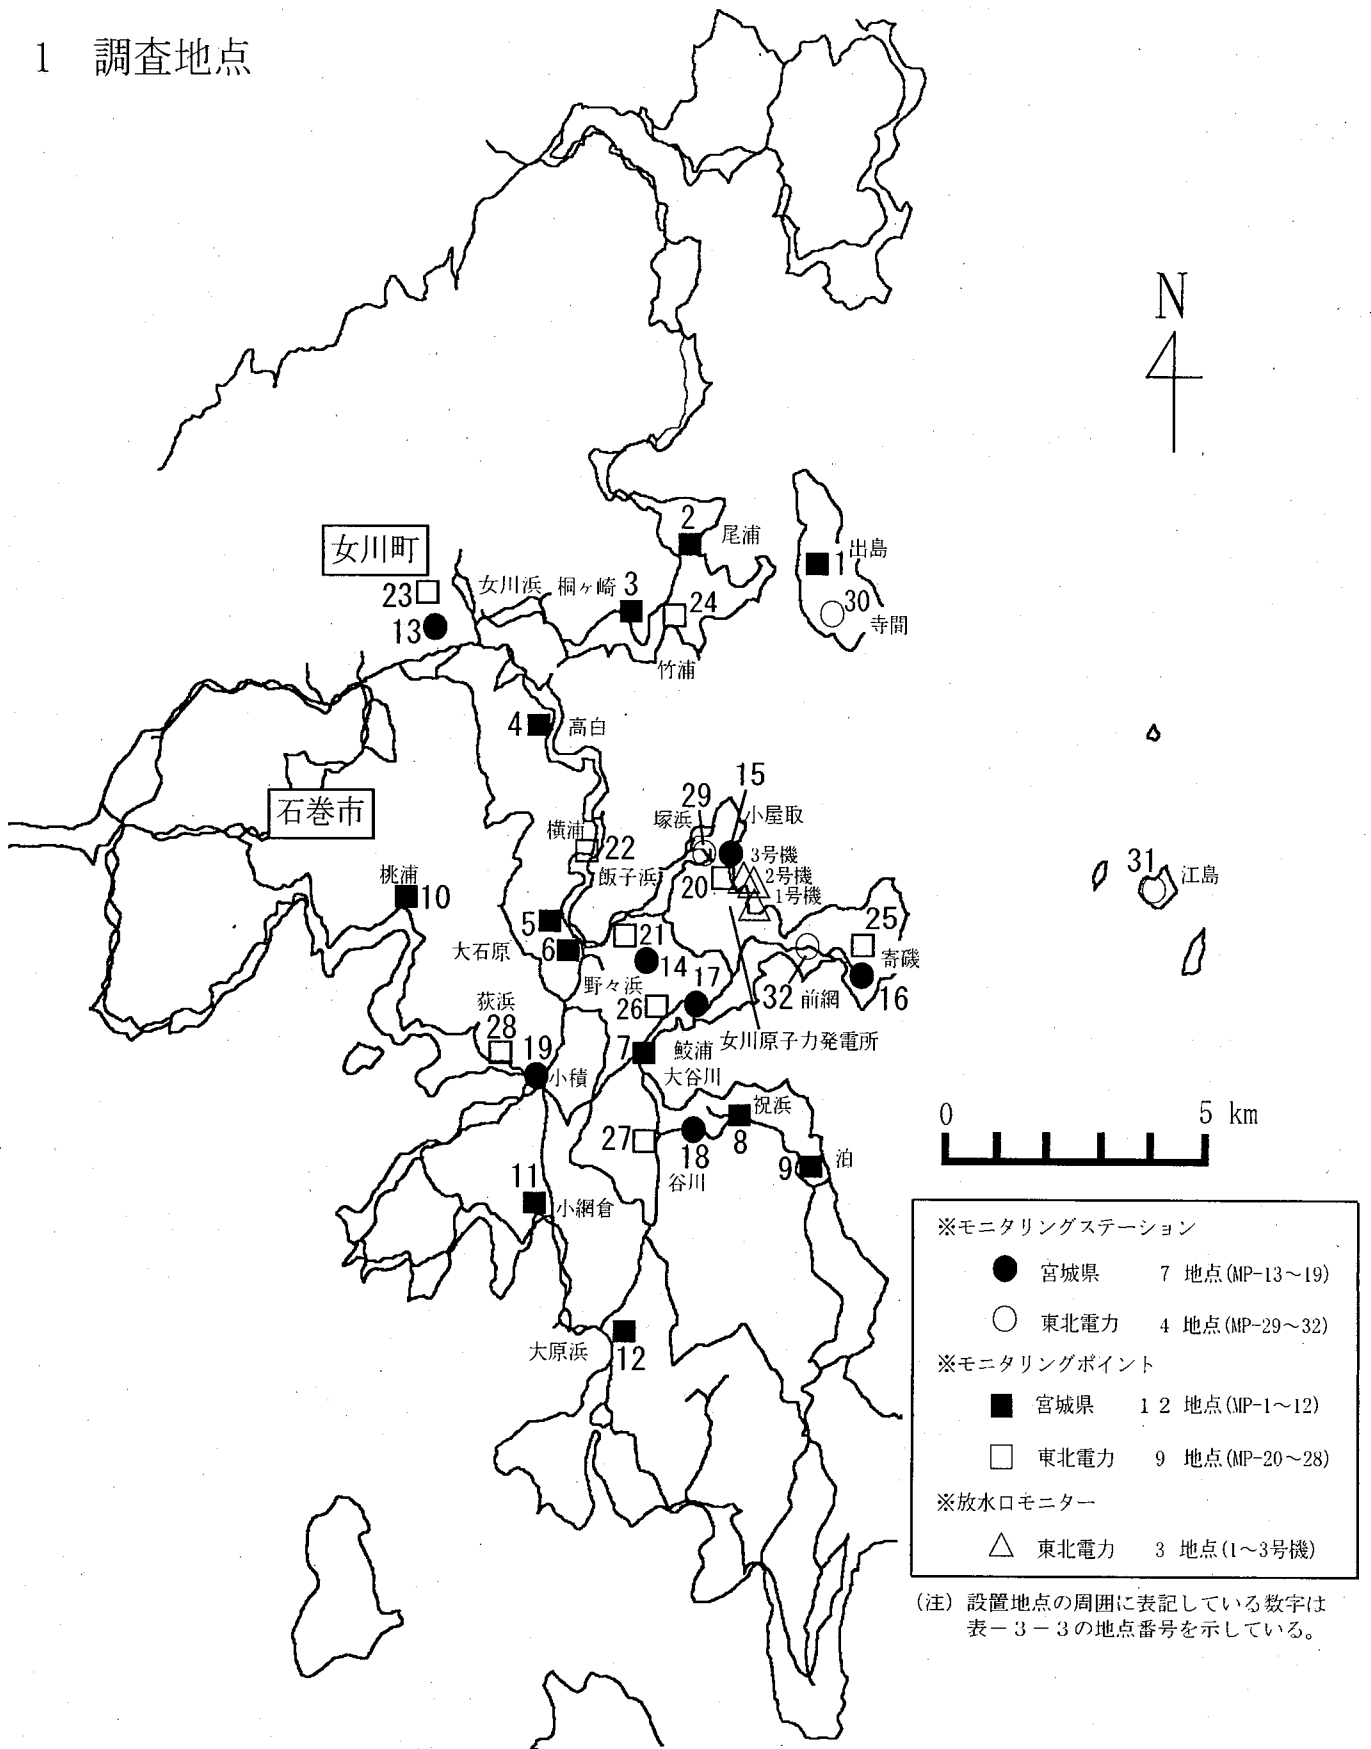 1 調査地点
N
2
尾浦
女川町
1
出島
23
女川浜
桐ヶ崎
3
24
30
13
寺間
竹浦
4
高白
15
29
石巻市
塚浜
小屋取
横浦
22
3号機
31
江島
桃浦
飯子浜
20
2号機
10
1号機
5
25
大石原
6
21
寄磯
14
17
野々浜
32
前網
16
荻浜
26
28
女川原子力発電所
19
7
鮫浦
小積
大谷川
祝浜
0
5 km
27
18
8
9
泊
11
谷川
小網倉
※モニタリングステーション
● 宮城県 7 地点(MP-13～19)
○ 東北電力 4 地点(MP-29～32)
大原浜
12
※モニタリングポイント
■ 宮城県 12 地点(MP-1～12)
□ 東北電力 9 地点(MP-20～28)
※放水口モニター
△ 東北電力 3 地点(1～3号機)
(注) 設置地点の周囲に表記している数字は
表－3－3の地点番号を示している。